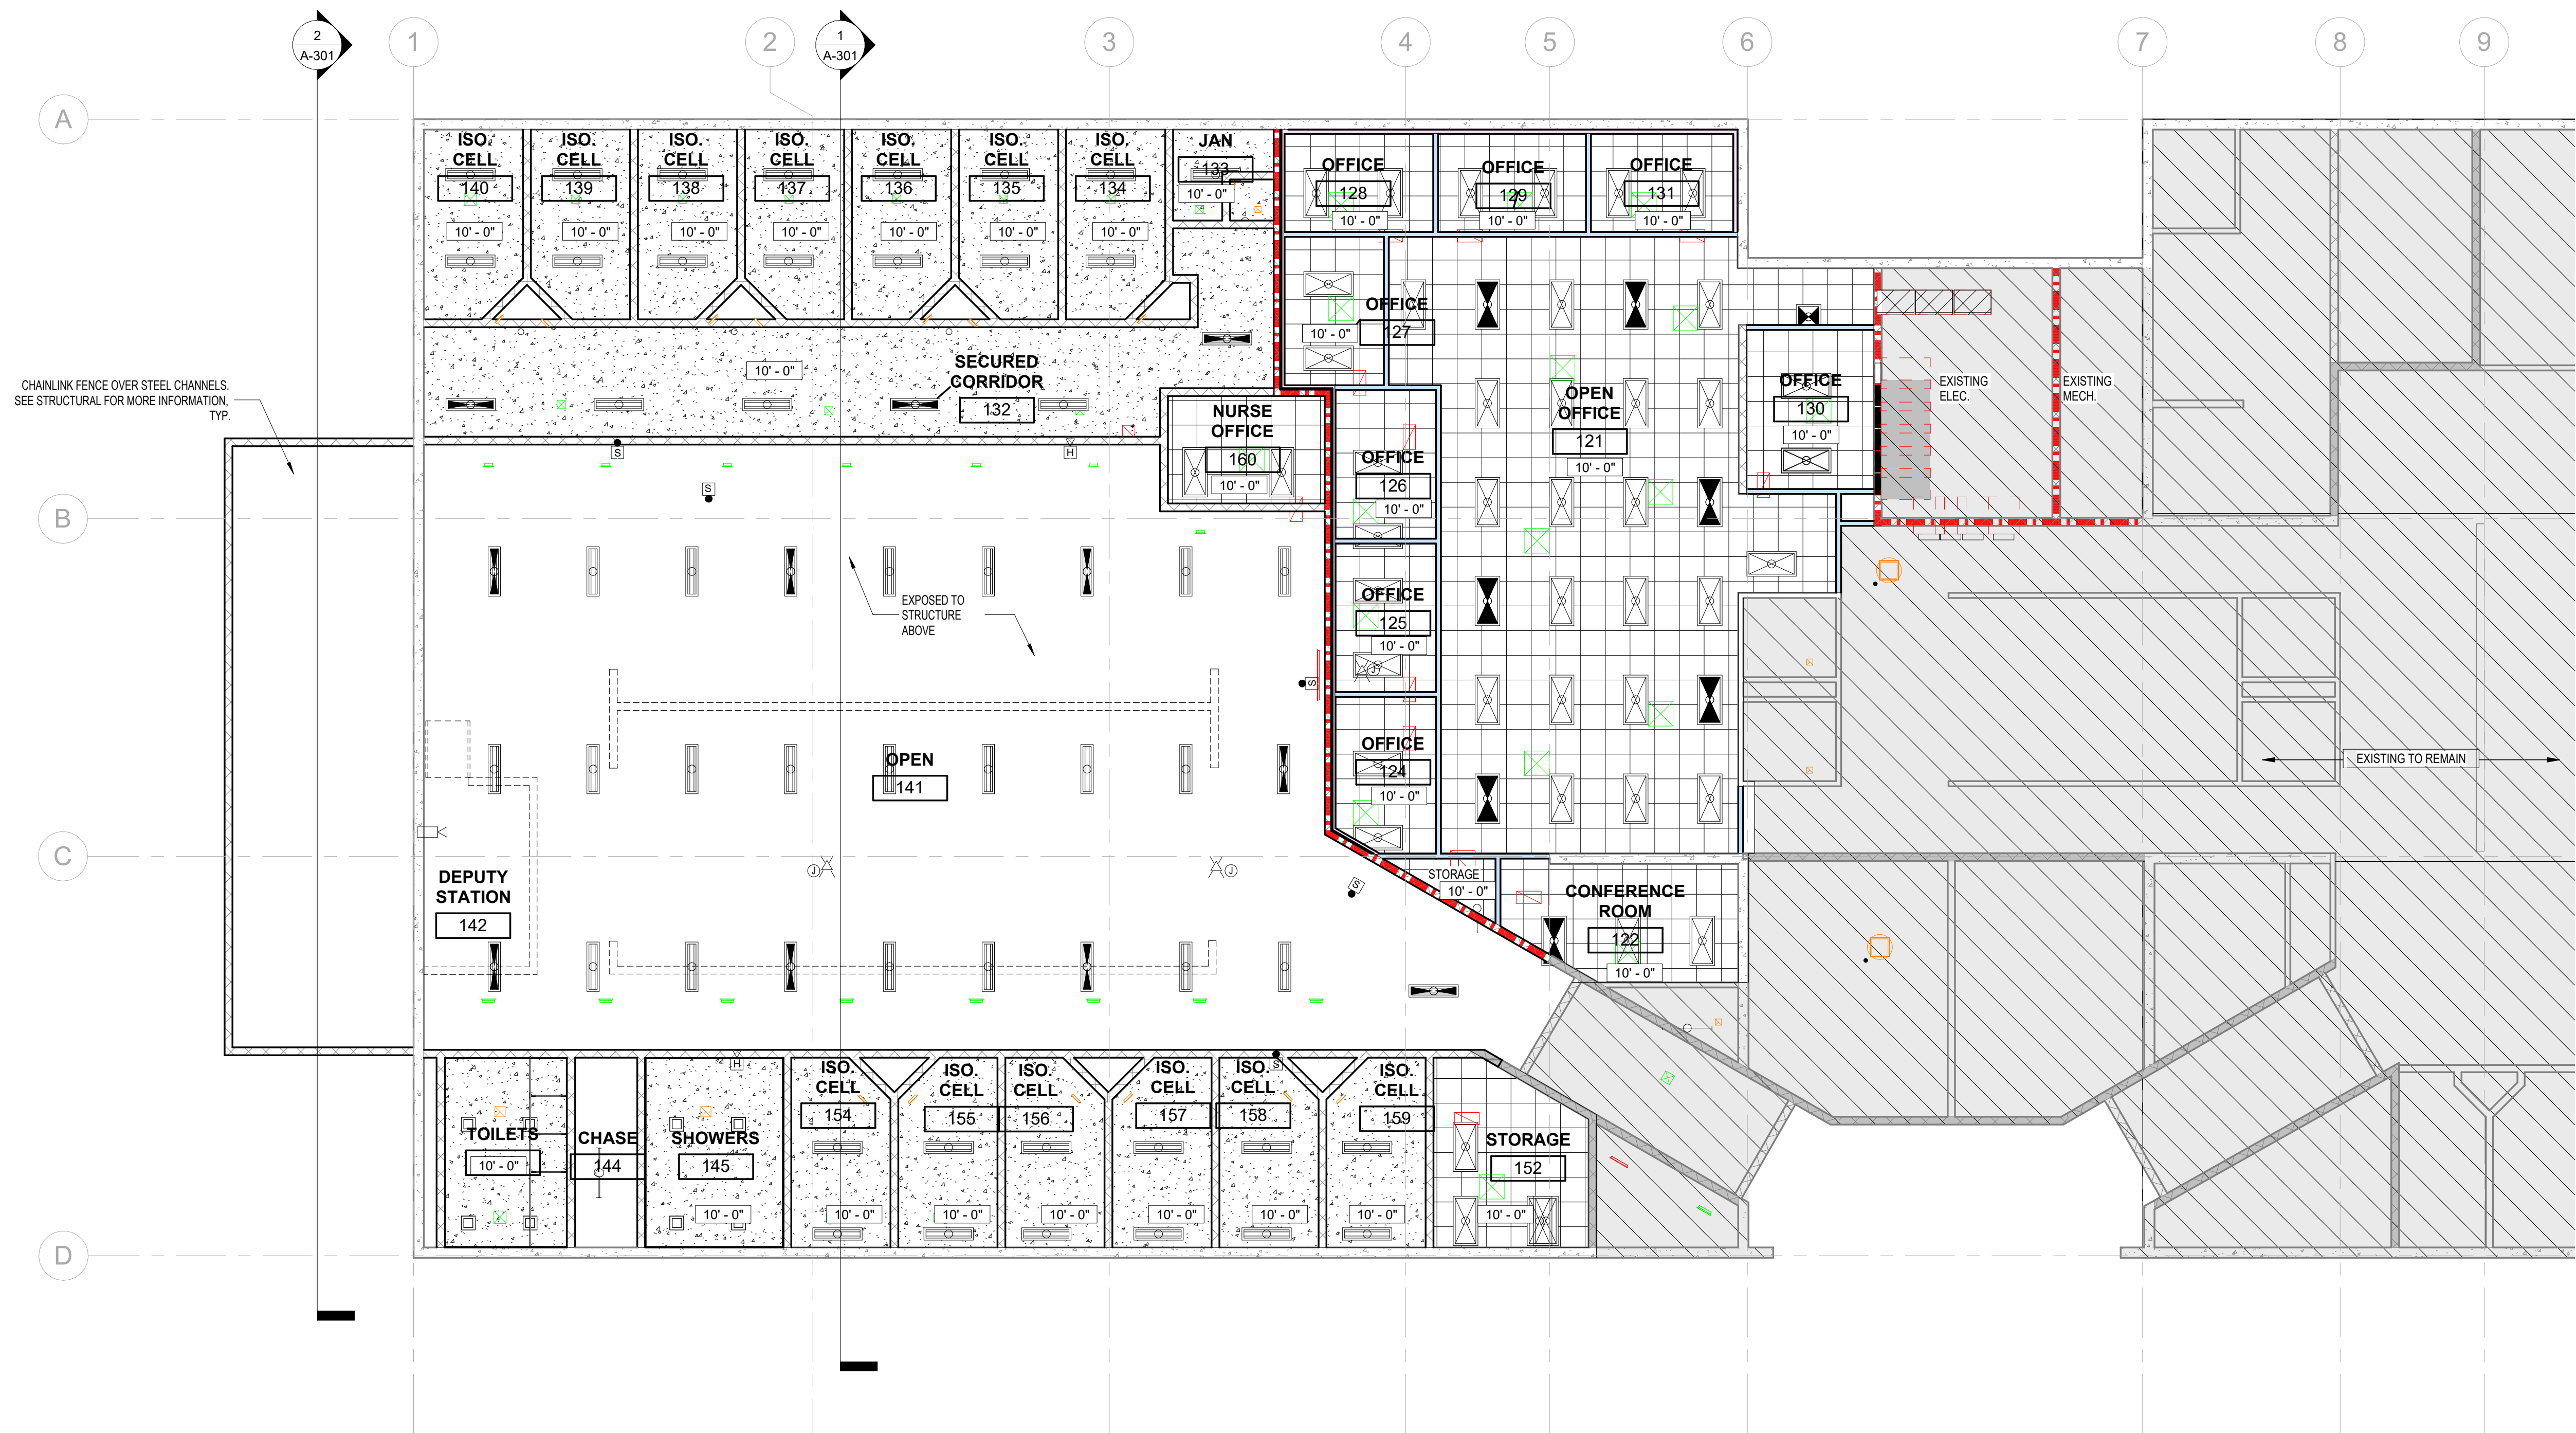 2
A-301
1
2
1
A-301
3
4
5
6
7
8
9
A
B
C
D
ISO.
CELL
140
10' - 0"
ISO.
CELL
139
10' - 0"
ISO.
CELL
138
10' - 0"
ISO.
CELL
137
10' - 0"
ISO.
CELL
136
10' - 0"
ISO.
CELL
135
10' - 0"
ISO.
CELL
134
10' - 0"
JAN
133
10' - 0"
OFFICE
128
10' - 0"
OFFICE
129
10' - 0"
OFFICE
131
10' - 0"
OFFICE
127
10' - 0"
10' - 0"
SECURED
CORRIDOR
132
CHAINLINK FENCE OVER STEEL CHANNELS.
SEE STRUCTURAL FOR MORE INFORMATION,
TYP.
NURSE
OFFICE
160
10' - 0"
OPEN
OFFICE
121
10' - 0"
OFFICE
130
10' - 0"
EXISTING
ELEC.
EXISTING
MECH.
S
H
S
OFFICE
126
10' - 0"
EXPOSED TO
STRUCTURE
ABOVE
OFFICE
125
10' - 0"
J
S
OFFICE
124
10' - 0"
OPEN
141
EXISTING TO REMAIN
DEPUTY
STATION
142
J
J
S
STORAGE
10' - 0"
CONFERENCE
ROOM
122
10' - 0"
H
S
TOILETS
10' - 0"
CHASE
144
SHOWERS
145
10' - 0"
ISO.
CELL
154
10' - 0"
ISO.
CELL
155
10' - 0"
ISO.
CELL
156
10' - 0"
ISO.
CELL
157
10' - 0"
ISO.
CELL
158
10' - 0"
ISO.
CELL
159
10' - 0"
STORAGE
152
10' - 0"